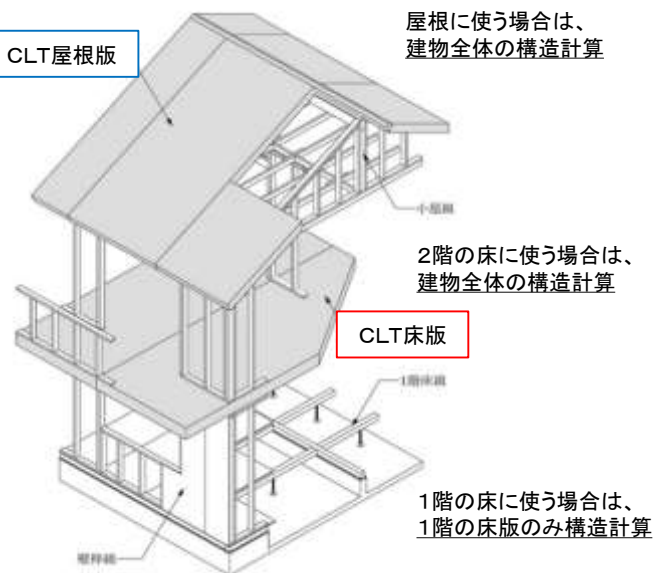 屋根に使う場合は、
建物全体の構造計算
CLT屋根版
小屋組
2階の床に使う場合は、
建物全体の構造計算
CLT床版
1階床組
1階の床に使う場合は、
1階の床版のみ構造計算
壁枠組